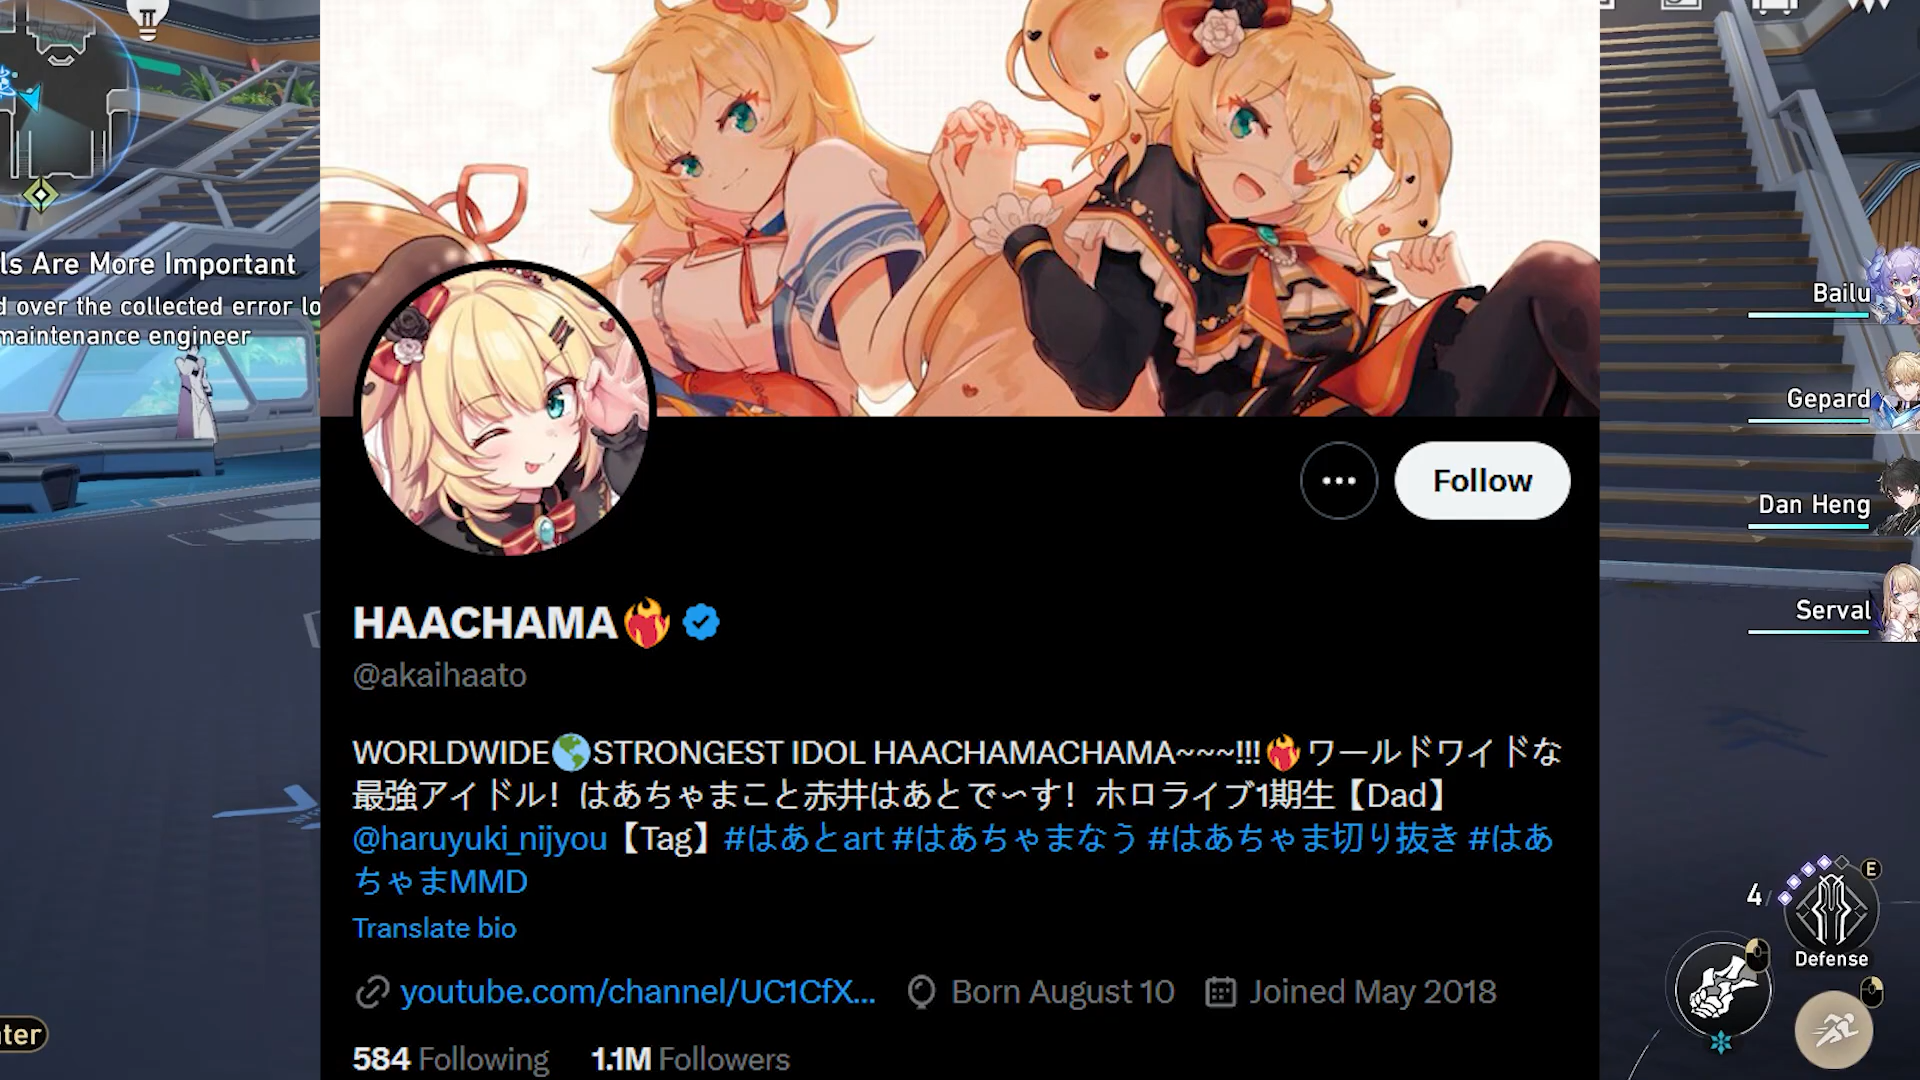 ls Are More Important
d over the collected error lo
maintenance engineer
Bailu
Gepard
Dan Heng
Serval
Follow
HAACHAMA❤️‍🔥
@akaihaato
WORLDWIDE🌎STRONGEST IDOL HAACHAMACHAMA~~~!!!❤️‍🔥ワールドワイドな
最強アイドル！はあちゃまこと赤井はあとで〜す！ホロライブ1期生【Dad】
@haruyuki_nijyou【Tag】#はあとart #はあちゃまなう #はあちゃま切り抜き #はあ
ちゃまMMD
Translate bio
youtube.com/channel/UC1CfX... Born August 10 Joined May 2018
584 Following 1.1M Followers
4/
E
Defense
ter